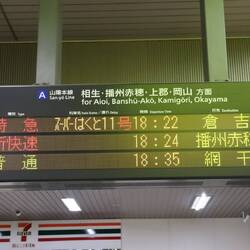 A 山陽本線 San-yō Line 相生・播州赤穂・上郡・岡山 方面
for Aioi, Banshū-Akō, Kamigōri, Okayama
特急 スーパーはくと11号 18:22 倉吉
新快速 18:24 播州赤穂
普通 18:35 網干
7 ELEVEN